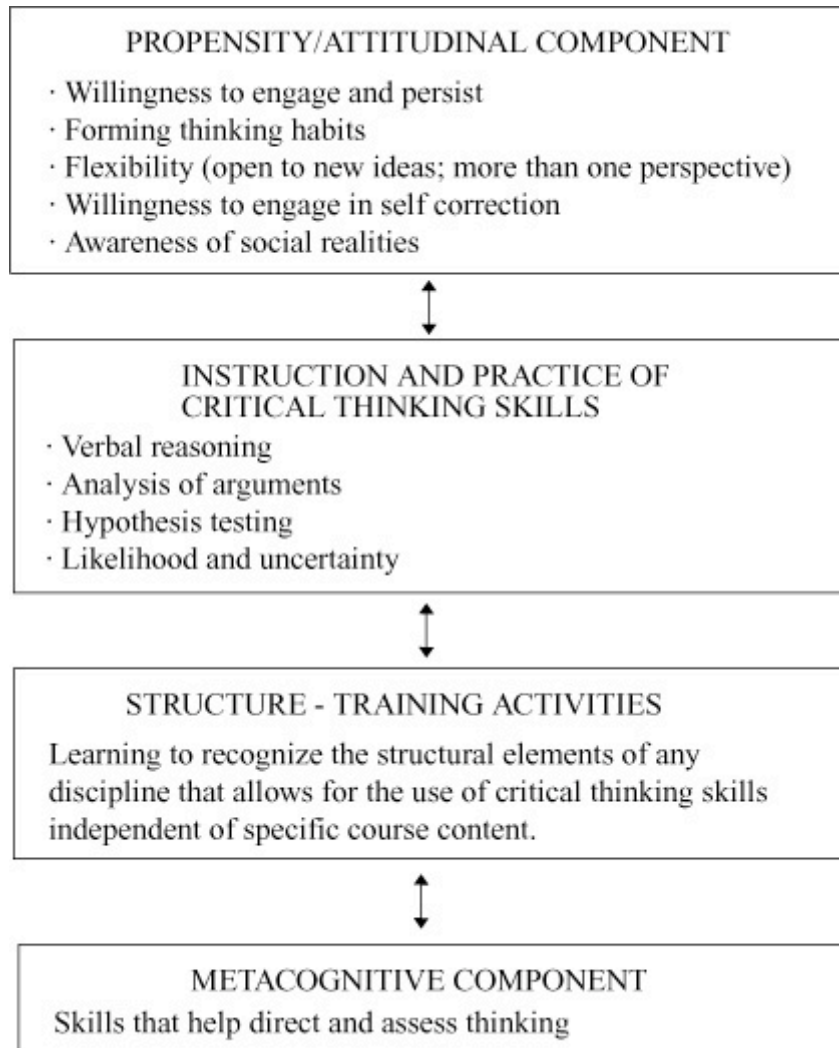 PROPENSITY/ATTITUDINAL COMPONENT
· Willingness to engage and persist
· Forming thinking habits
· Flexibility (open to new ideas; more than one perspective)
· Willingness to engage in self correction
· Awareness of social realities
INSTRUCTION AND PRACTICE OF
CRITICAL THINKING SKILLS
· Verbal reasoning
· Analysis of arguments
· Hypothesis testing
· Likelihood and uncertainty
STRUCTURE - TRAINING ACTIVITIES
Learning to recognize the structural elements of any
discipline that allows for the use of critical thinking skills
independent of specific course content.
METACOGNITIVE COMPONENT
Skills that help direct and assess thinking